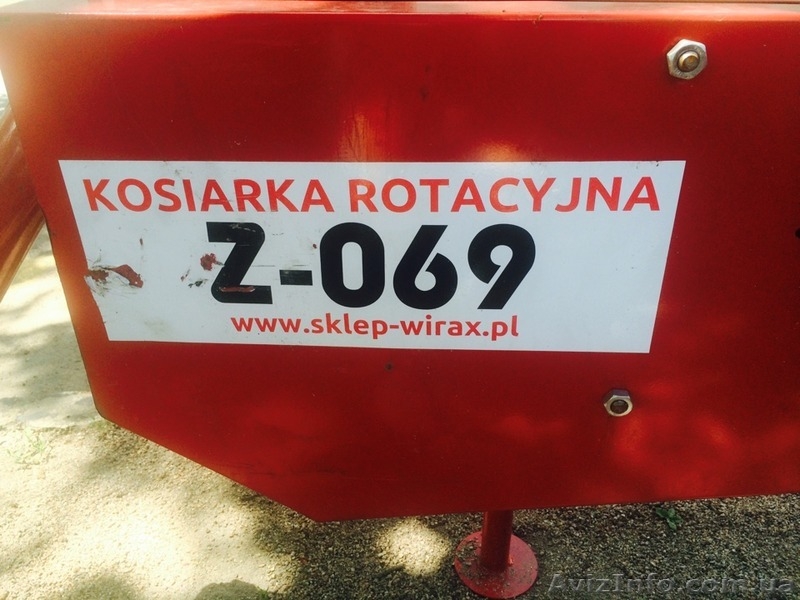 KOSIARKA ROTACYJNA
Z-069
www.sklep-wirax.pl
AvizInfo.com.ua